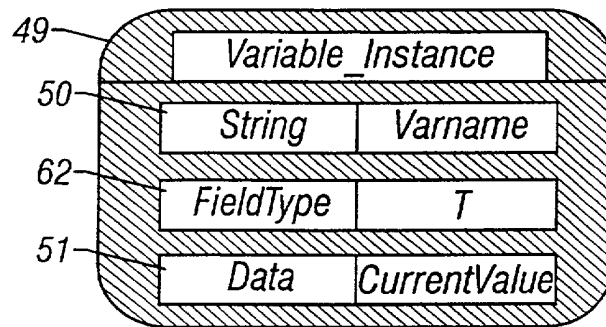 49
Variable_Instance
50
String Varname
62
FieldType T
51
Data CurrentValue